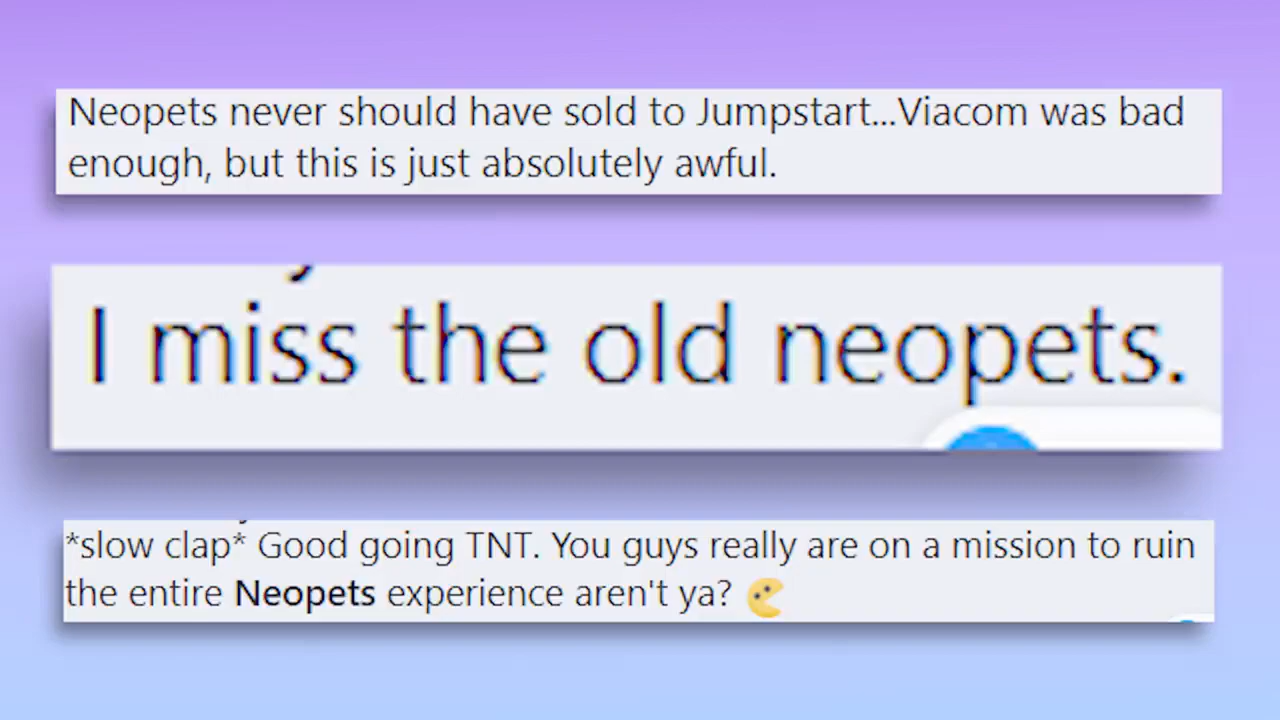 Neopets never should have sold to Jumpstart...Viacom was bad
enough, but this is just absolutely awful.
I miss the old neopets.
*slow clap* Good going TNT. You guys really are on a mission to ruin
the entire Neopets experience aren't ya?